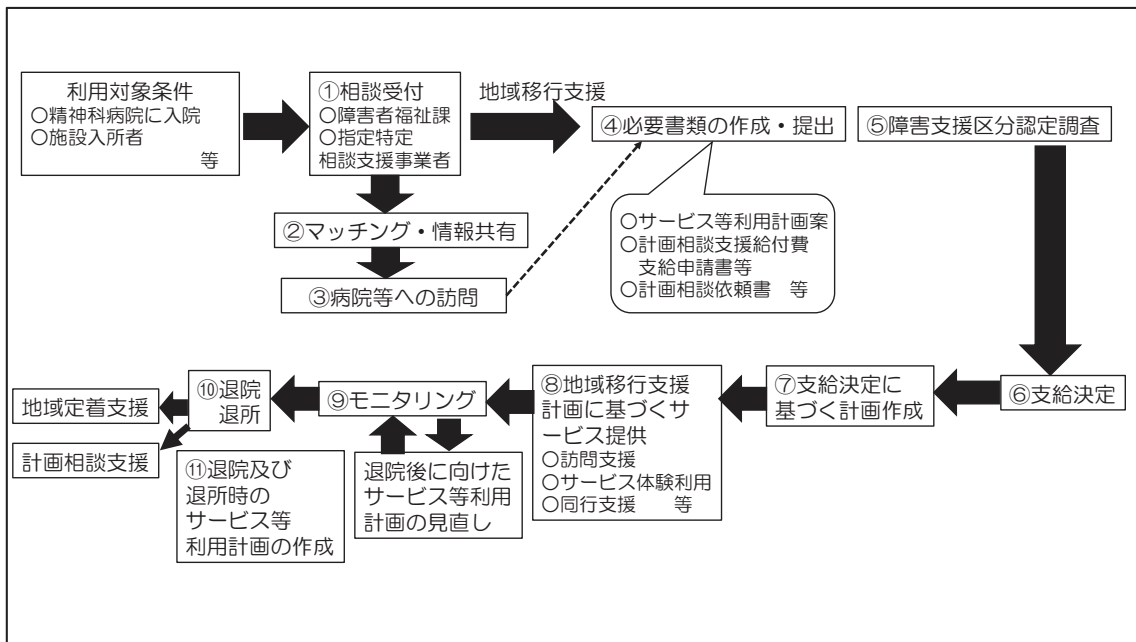 利用対象条件
○精神科病院に入院
○施設入所者
等
①相談受付
○障害者福祉課
○指定特定
相談支援事業者
地域移行支援
④必要書類の作成・提出
⑤障害支援区分認定調査
○サービス等利用計画案
○計画相談支援給付費
支給申請書等
○計画相談依頼書　等
②マッチング・情報共有
③病院等への訪問
⑥支給決定
⑦支給決定に
基づく計画作成
⑧地域移行支援
計画に基づくサ
ービス提供
○訪問支援
○サービス体験利用
○同行支援　　等
⑨モニタリング
退院後に向けた
サービス等利用
計画の見直し
⑩退院
退所
地域定着支援
計画相談支援
⑪退院及び
退所時の
サービス等
利用計画の作成